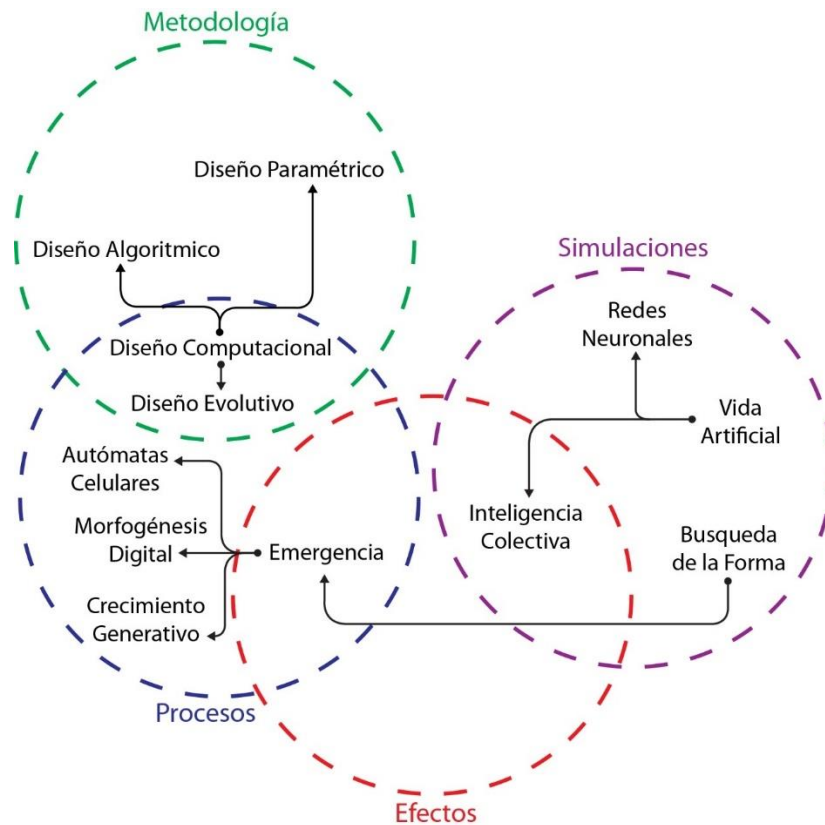 Metodología
Diseño Paramétrico
Diseño Algoritmico
Simulaciones
Redes
Neuronales
Diseño Computacional
Diseño Evolutivo
Vida
Artificial
Autómatas
Celulares
Inteligencia
Colectiva
Morfogénesis
Digital
Emergencia
Busqueda
de la Forma
Crecimiento
Generativo
Procesos
Efectos